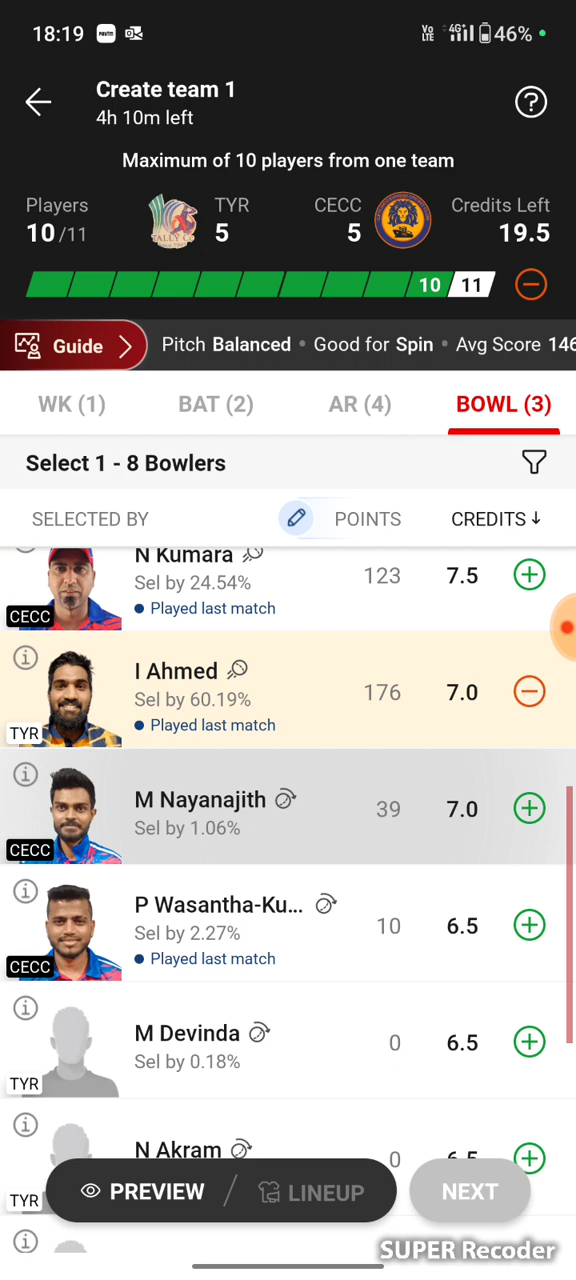 18:19 Paytm Vo LTE 4G+ 46%
Create team 1
4h 10m left
Maximum of 10 players from one team
Players TYR CECC Credits Left
10/11 5 5 19.5
10 11
Guide Pitch Balanced • Good for Spin • Avg Score 146
WK (1) BAT (2) AR (4) BOWL (3)
Select 1 - 8 Bowlers
SELECTED BY POINTS CREDITS ↓
N Kumara
Sel by 24.54% 123 7.5
Played last match
CECC
I Ahmed
Sel by 60.19% 176 7.0
Played last match
TYR
M Nayanajith
Sel by 1.06% 39 7.0
CECC
P Wasantha-Ku...
Sel by 2.27% 10 6.5
Played last match
CECC
M Devinda
Sel by 0.18% 0 6.5
TYR
N Akram
0 6.5
TYR
PREVIEW / LINEUP NEXT
SUPER Recoder